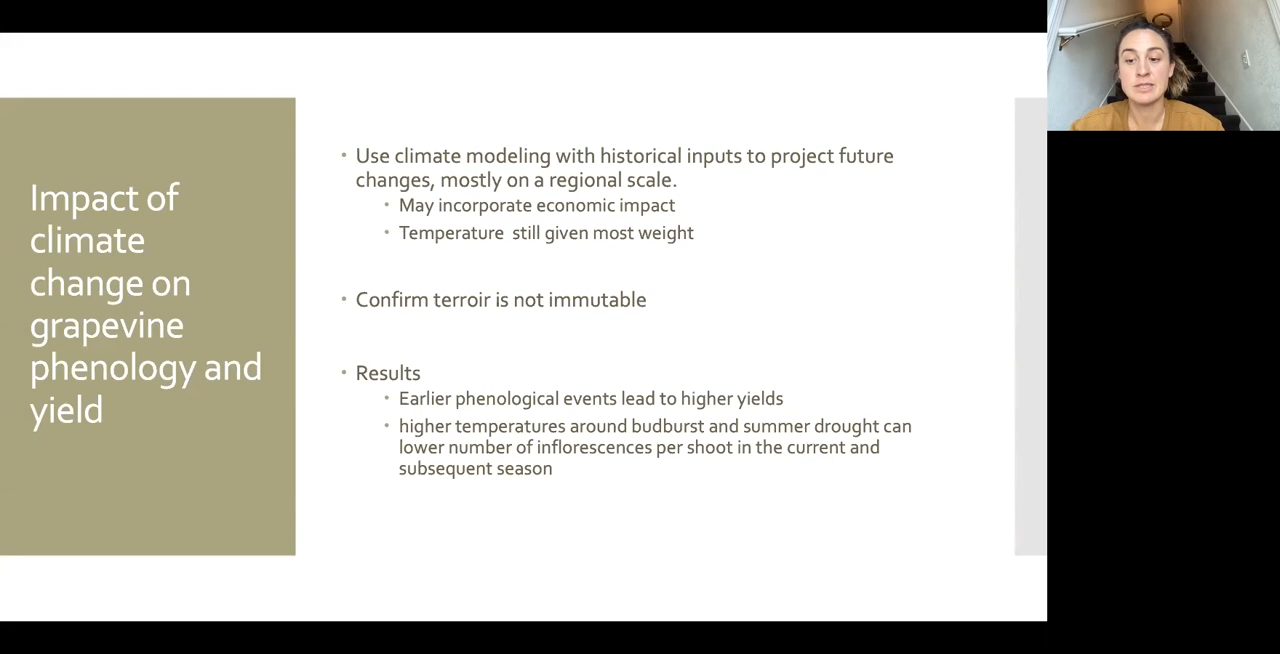 Impact of
climate
change on
grapevine
phenology and
yield
• Use climate modeling with historical inputs to project future
changes, mostly on a regional scale.
• May incorporate economic impact
• Temperature  still given most weight
• Confirm terroir is not immutable
• Results
• Earlier phenological events lead to higher yields
• higher temperatures around budburst and summer drought can
lower number of inflorescences per shoot in the current and
subsequent season